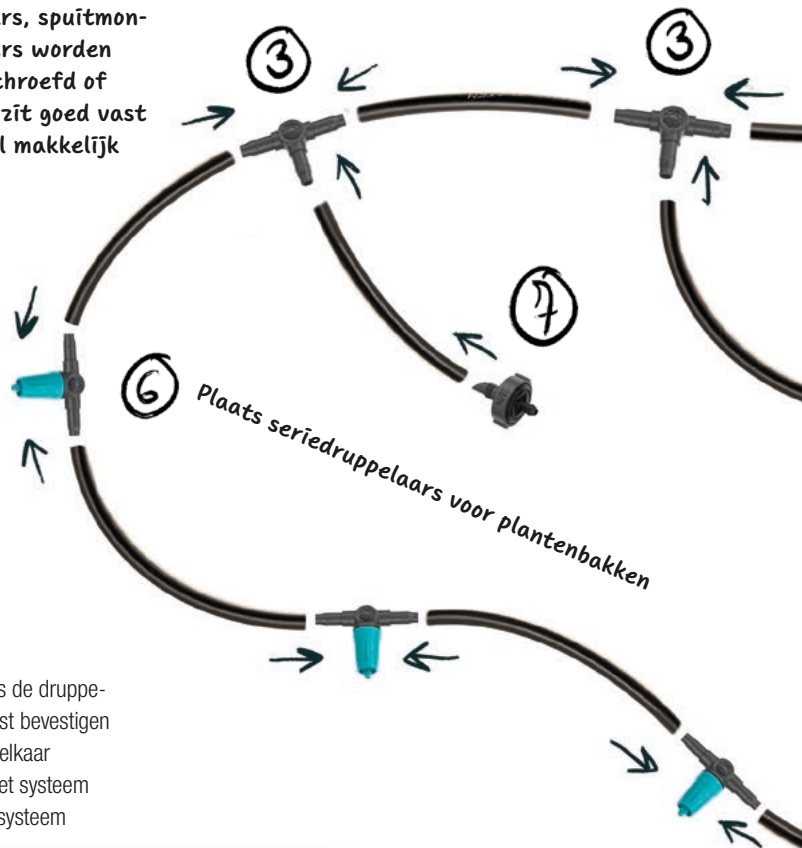 rs, spuitmon-
rs worden
chroefd of
zit goed vast
l makkelijk
3
3
7
6
Plaats seriedruppelaars voor plantenbakken
s de druppe-
st bevestigen
elkaar
et systeem
systeem